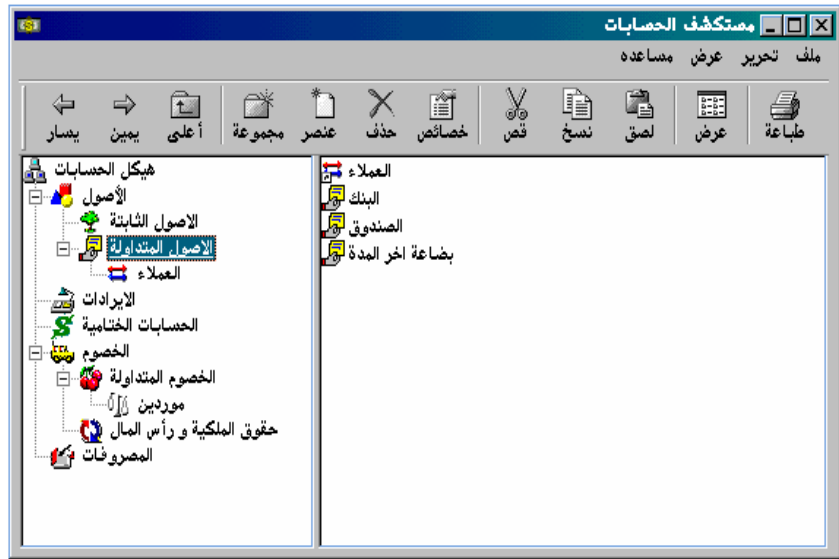 مستكشف الحسابات
ملف تحرير عرض مساعده
طباعة عرض لصق نسخ قص خصائص حذف عنصر مجموعة أعلى يمين يسار
العملاء
البنك
الصندوق
بضاعة اخر المدة
هيكل الحسابات
الأصول
الاصول الثابتة
الاصول المتداولة
العملاء
الايرادات
الحسابات الختامية
الخصوم
الخصوم المتداولة
موردين
حقوق الملكية و رأس المال
المصروفات